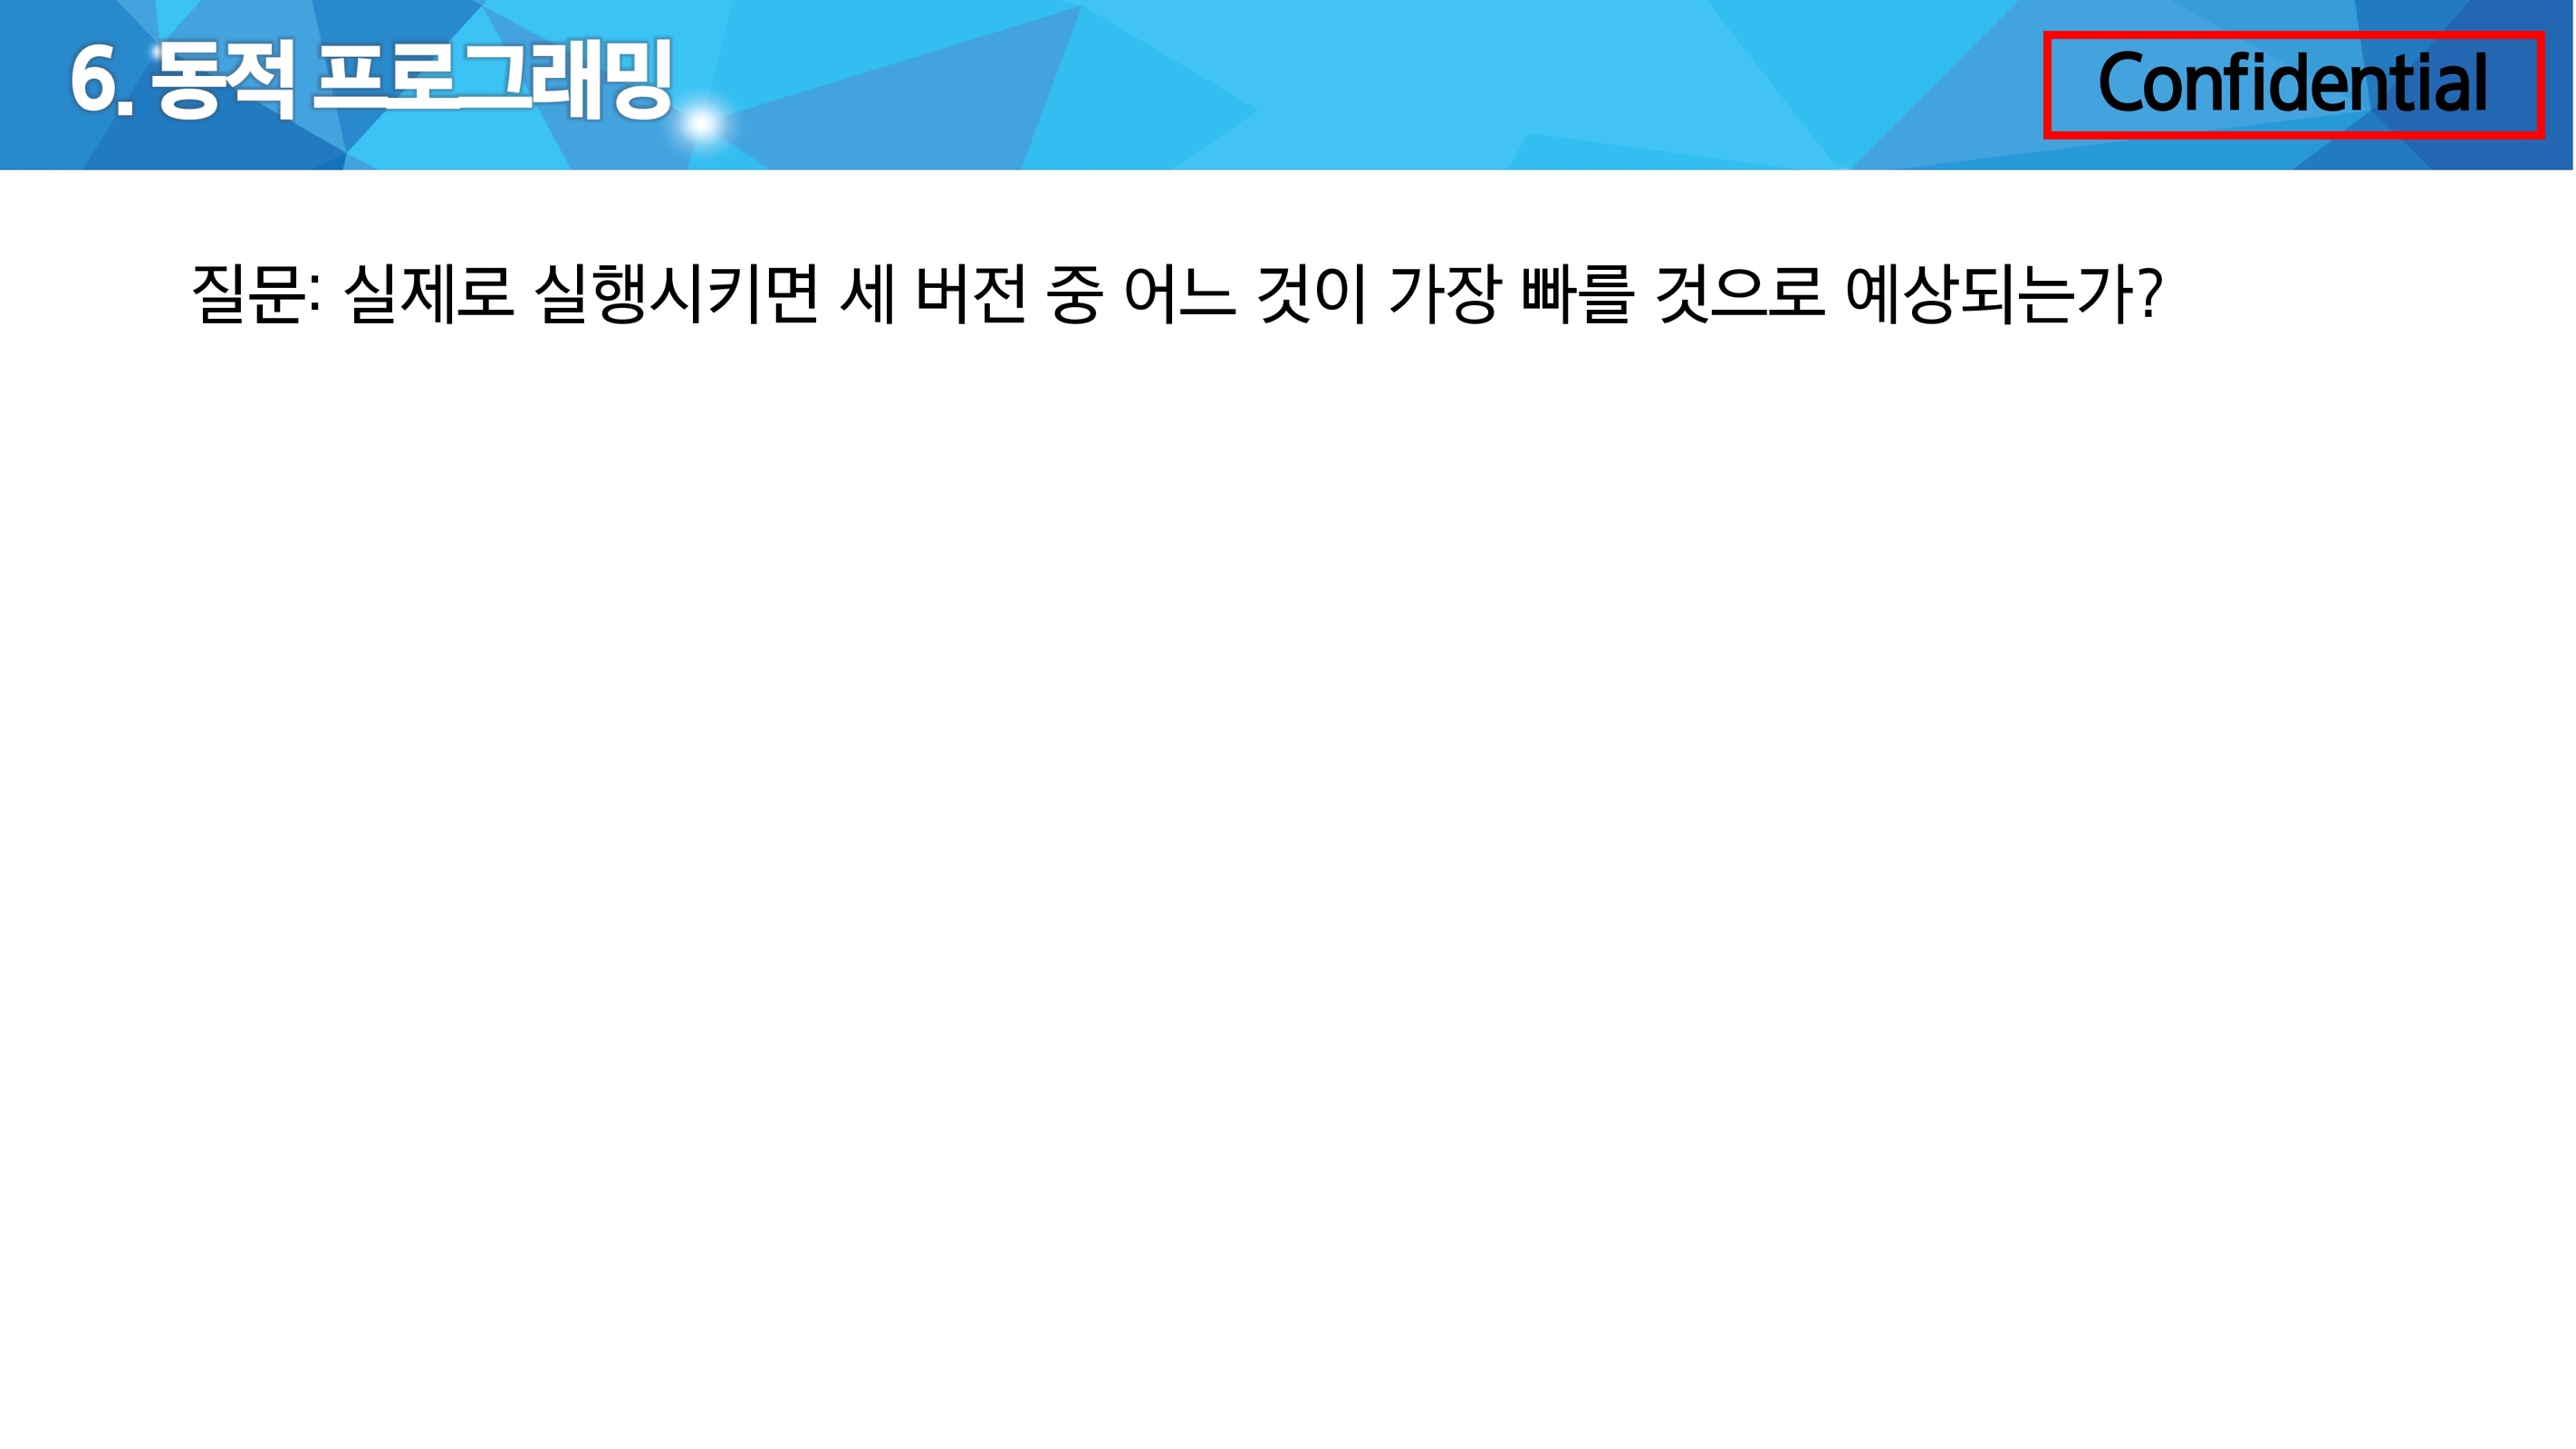 6. 동적 프로그래밍
Confidential
질문: 실제로 실행시키면 세 버전 중 어느 것이 가장 빠를 것으로 예상되는가?